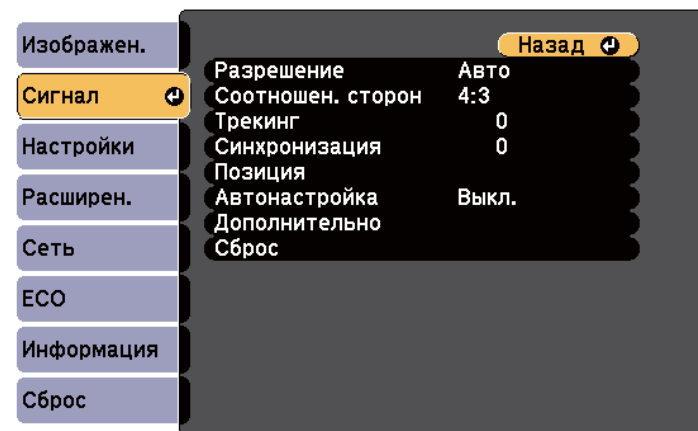 Изображен.
Сигнал
Настройки
Расширен.
Сеть
ECO
Информация
Сброс
Назад
Разрешение Авто
Соотношен. сторон 4:3
Трекинг 0
Синхронизация 0
Позиция
Автонастройка Выкл.
Дополнительно
Сброс